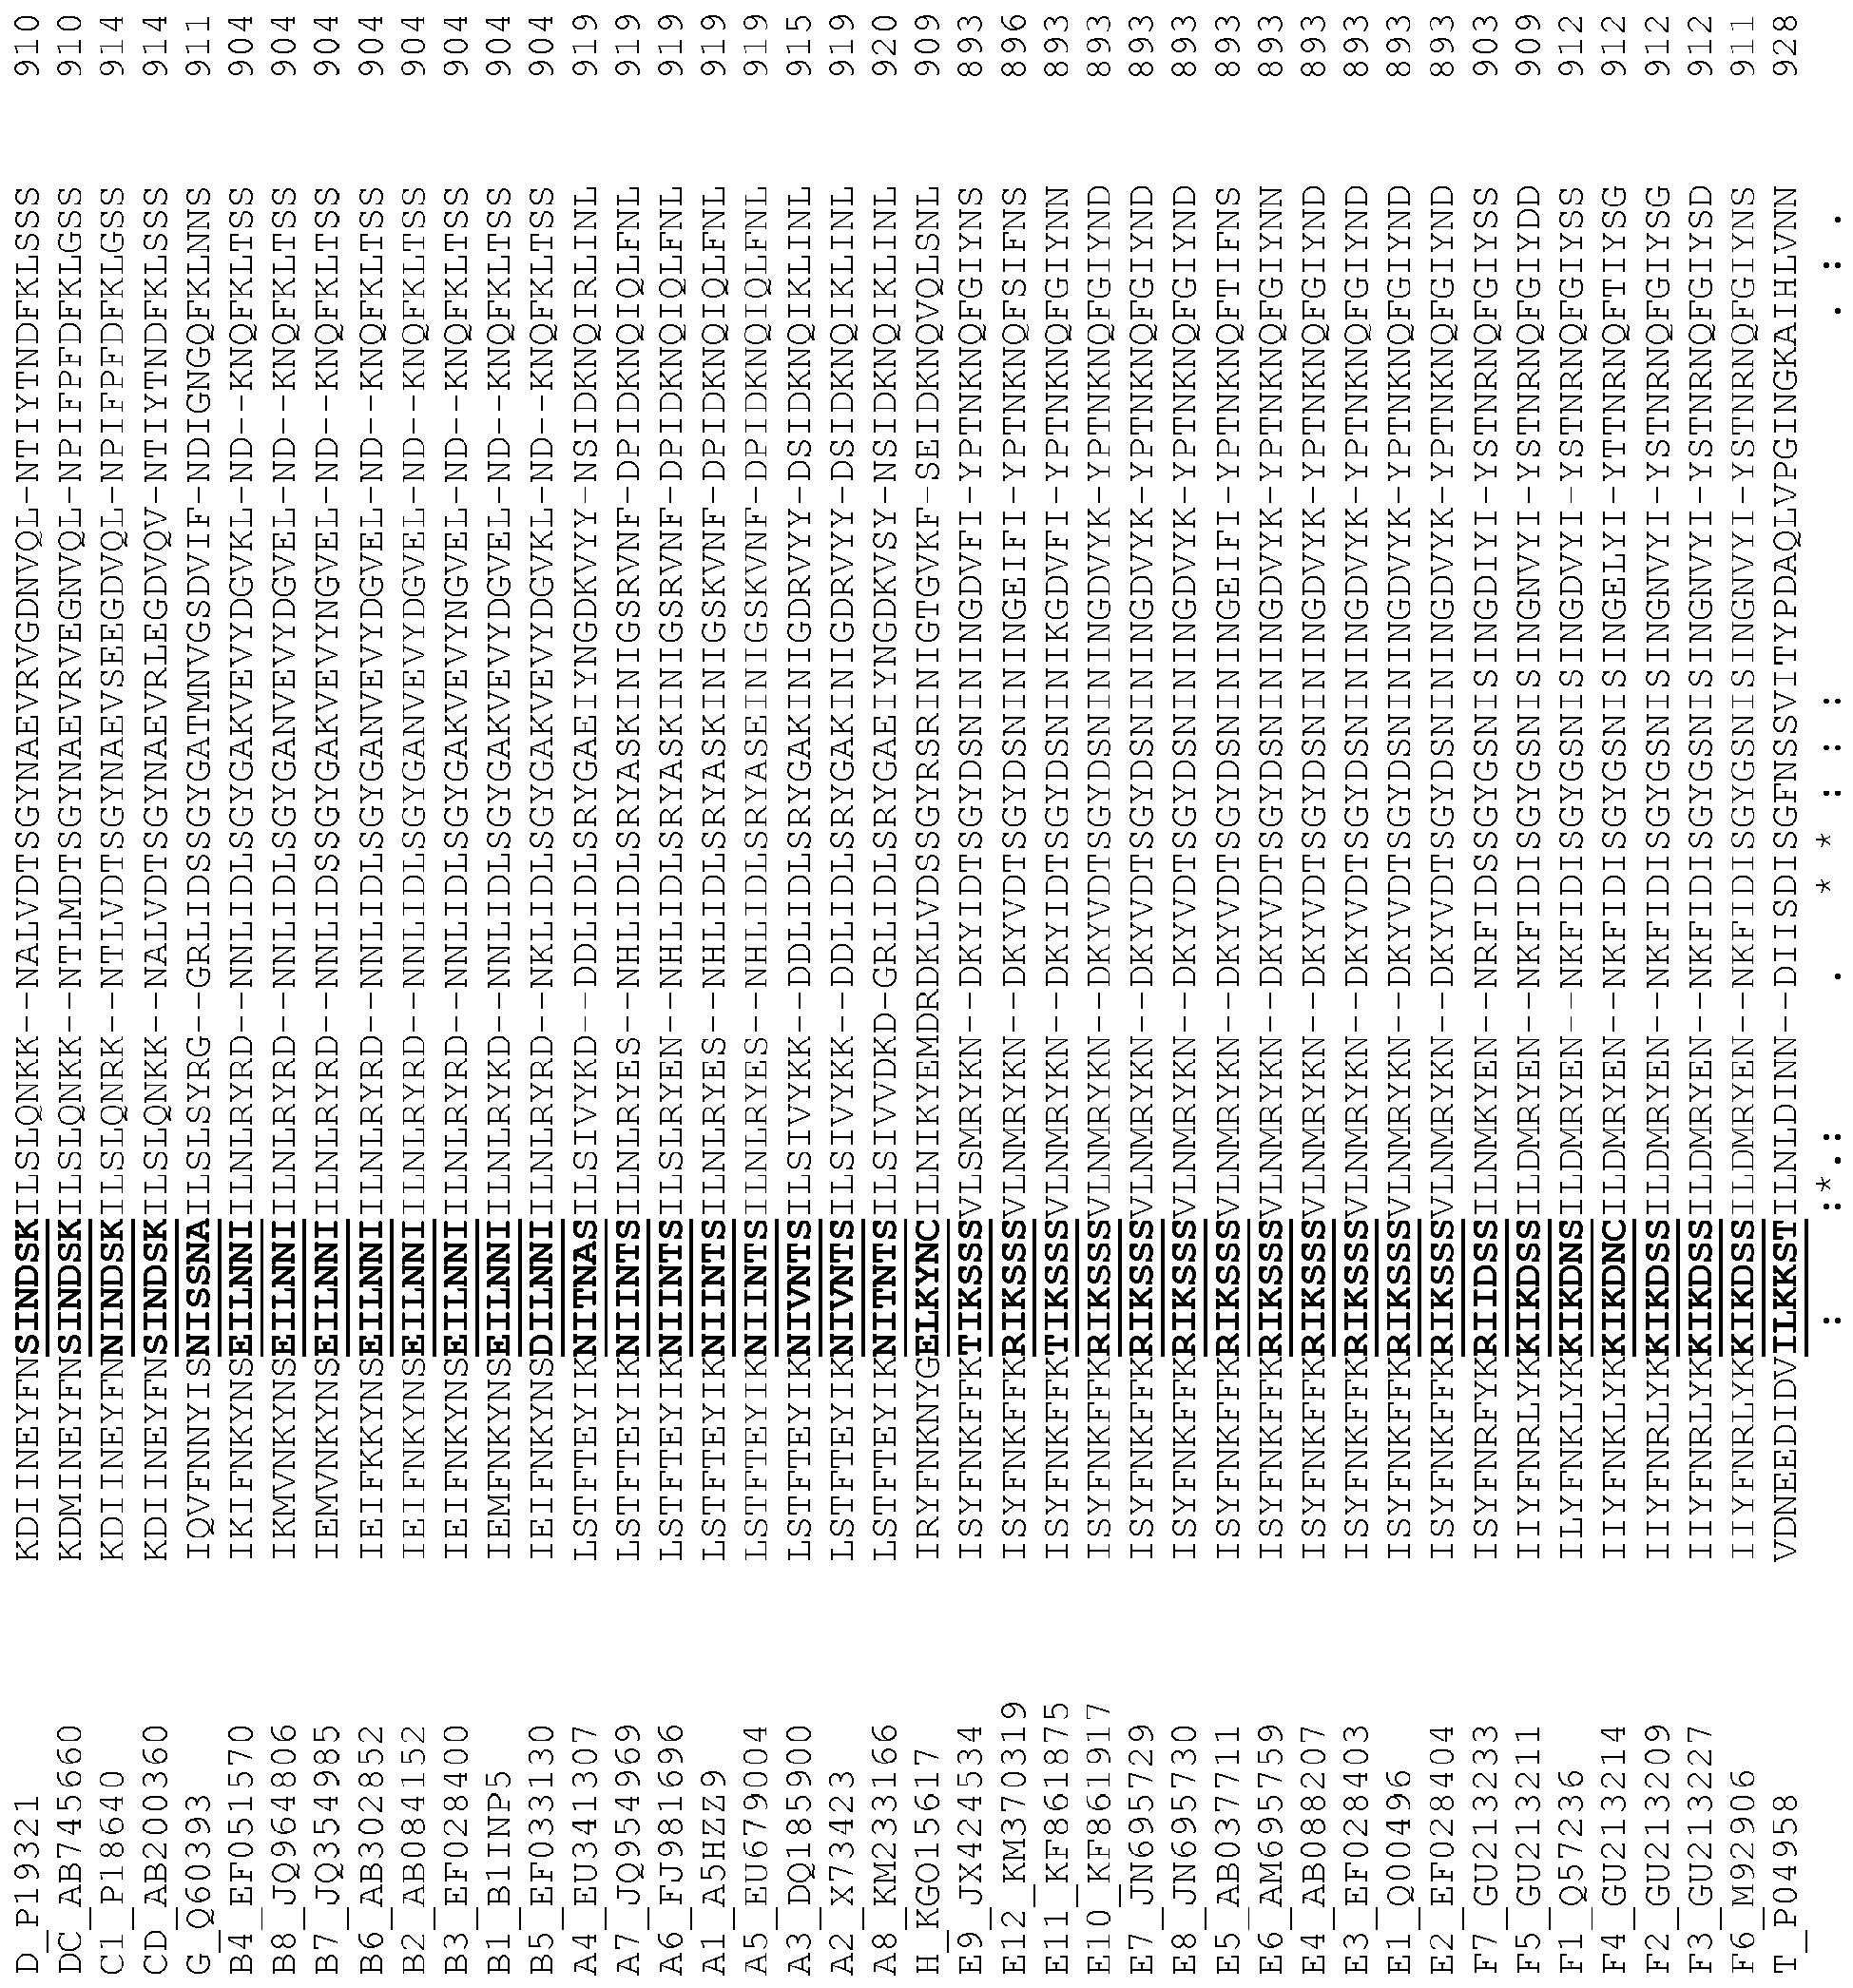 D_P19321 KDIINEYFNSINDSKILSLQNKK--NALVDTSGYNAEVRVGDNVQL-NTIYTNDFKLSSS 910
DC_AB745660 KDMINEYFNSINDSKILSLQNKK--NTLMDTSGYNAEVRVEGNVQL-NPIFPFDFKLGSS 910
C1_P18640 KDIINEYFNNINDSKILSLQNRK--NTLVDTSGYNAEVSEEGDVQL-NPIFPFDFKLGSS 914
CD_AB200360 KDIINEYFNSINDSKILSLQNKK--NALVDTSGYNAEVRLEGDVQV-NTIYTNDFKLSSS 914
G_Q60393 IQVFNNYISNISSNAILSLSYRG--GRLIDSSGYGATMNVGSDVIF-NDIGNGQFKLNNS 911
B4_EF051570 IKIFNKYNSEILNNIILNLRYRD--NNLIDLSGYGAKVEVYDGVKL-ND--KNQFKLTSS 904
B8_JQ964806 IKMVNKYNSEILNNIILNLRYRD--NNLIDLSGYGANVEVYDGVEL-ND--KNQFKLTSS 904
B7_JQ354985 IEMVNKYNSEILNNIILNLRYRD--NNLIDSSGYGAKVEVYNGVEL-ND--KNQFKLTSS 904
B6_AB302852 IEIFKKYNSEILNNIILNLRYRD--NNLIDLSGYGANVEVYDGVEL-ND--KNQFKLTSS 904
B2_AB084152 IEIFNKYNSEILNNIILNLRYRD--NNLIDLSGYGANVEVYDGVEL-ND--KNQFKLTSS 904
B3_EF028400 IEIFNKYNSEILNNIILNLRYRD--NNLIDLSGYGAKVEVYNGVEL-ND--KNQFKLTSS 904
B1_B1INP5 IEMFNKYNSEILNNIILNLRYKD--NNLIDLSGYGAKVEVYDGVEL-ND--KNQFKLTSS 904
B5_EF033130 IEIFNKYNSDILNNIILNLRYRD--NKLIDLSGYGAKVEVYDGVKL-ND--KNQFKLTSS 904
A4_EU341307 LSTFTEYIKNITNASILSIVYKD--DDLIDLSRYGAEIYNGDKVYY-NSIDKNQIRLINL 919
A7_JQ954969 LSTFTEYIKNIINTSILNLRYES--NHLIDLSRYASKINIGSRVNF-DPIDKNQIQLFNL 919
A6_FJ981696 LSTFTEYIKNIINTSILSLRYEN--NHLIDLSRYASKINIGSRVNF-DPIDKNQIQLFNL 919
A1_A5HZZ9 LSTFTEYIKNIINTSILNLRYES--NHLIDLSRYASKINIGSKVNF-DPIDKNQIQLFNL 919
A5_EU679004 LSTFTEYIKNIINTSILNLRYES--NHLIDLSRYASEINIGSKVNF-DPIDKNQIQLFNL 919
A3_DQ185900 LSTFTEYIKNIVNTSILSIVYKK--DDLIDLSRYGAKINIGDRVYY-DSIDKNQIKLINL 915
A2_X73423 LSTFTEYIKNIVNTSILSIVYKK--DDLIDLSRYGAKINIGDRVYY-DSIDKNQIKLINL 919
A8_KM233166 LSTFTEYIKNITNTSILSIVVDKD-GRLIDLSRYGAEIYNGDKVSY-NSIDKNQIKLINL 920
H_KGO15617 IRYFNKNYGELKYNCILNIKYEMDRDKLVDSSGYRSRINIGTGVKF-SEIDKNQVQLSNL 909
E9_JX424534 ISYFNKFFKTIKSSSVLSMRYKN--DKYIDTSGYDSNININGDVFI-YPTNKNQFGIYNS 893
E12_KM370319 ISYFNKFFKRIKSSSVLNMRYKN--DKYVDTSGYDSNININGEIFI-YPTNKNQFSIFNS 896
E11_KF861875 ISYFNKFFKTIKSSSVLNMRYKN--DKYIDTSGYDSNINIKGDVFI-YPTNKNQFGIYNN 893
E10_KF861917 ISYFNKFFKRIKSSSVLNMRYKN--DKYVDTSGYDSNININGDVYK-YPTNKNQFGIYND 893
E7_JN695729 ISYFNKFFKRIKSSSVLNMRYKN--DKYVDTSGYDSNININGDVYK-YPTNKNQFGIYND 893
E8_JN695730 ISYFNKFFKRIKSSSVLNMRYKN--DKYVDTSGYDSNININGDVYK-YPTNKNQFGIYND 893
E5_AB037711 ISYFNKFFKRIKSSSVLNMRYKN--DKYVDTSGYDSNININGEIFI-YPTNKNQFTIFNS 893
E6_AM695759 ISYFNKFFKRIKSSSVLNMRYKN--DKYVDTSGYDSNININGDVYK-YPTNKNQFGIYNN 893
E4_AB088207 ISYFNKFFKRIKSSSVLNMRYKN--DKYVDTSGYDSNININGDVYK-YPTNKNQFGIYND 893
E3_EF028403 ISYFNKFFKRIKSSSVLNMRYKN--DKYVDTSGYDSNININGDVYK-YPTNKNQFGIYND 893
E1_Q00496 ISYFNKFFKRIKSSSVLNMRYKN--DKYVDTSGYDSNININGDVYK-YPTNKNQFGIYND 893
E2_EF028404 ISYFNKFFKRIKSSSVLNMRYKN--DKYVDTSGYDSNININGDVYK-YPTNKNQFGIYND 893
F7_GU213233 ISYFNRFYKRIIDSSILNMKYEN--NRFIDSSGYGSNISINGDIYI-YSTNRNQFGIYSS 903
F5_GU213211 IIYFNRLYKKIKDSSILDMRYEN--NKFIDISGYGSNISINGNVYI-YSTNRNQFGIYDD 909
F1_Q57236 ILYFNKLYKKIKDNSILDMRYEN--NKFIDISGYGSNISINGDVYI-YSTNRNQFGIYSS 912
F4_GU213214 IIYFNKLYKKIKDNCILDMRYEN--NKFIDISGYGSNISINGELYI-YTTNRNQFTIYSG 912
F2_GU213209 IIYFNRLYKKIKDSSILDMRYEN--NKFIDISGYGSNISINGNVYI-YSTNRNQFGIYSG 912
F3_GU213227 IIYFNRLYKKIKDSSILDMRYEN--NKFIDISGYGSNISINGNVYI-YSTNRNQFGIYSD 912
F6_M92906 IIYFNRLYKKIKDSSILDMRYEN--NKFIDISGYGSNISINGNVYI-YSTNRNQFGIYNS 911
T_P04958 VDNEEDIDVILKKSTILNLDINN--DIISDISGFNSSVITYPDAQLVPGINGKAIHLVNN 928
:    :*.:      .   * * : : :                . : .